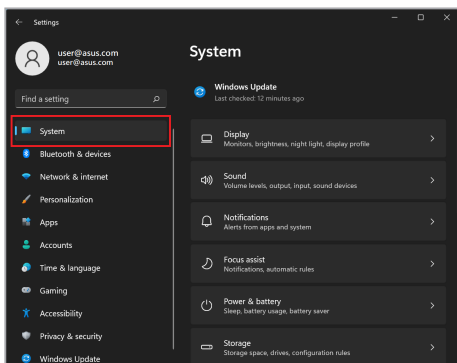 Settings
user@asus.com
user@asus.com
Find a setting
System
Bluetooth & devices
Network & internet
Personalization
Apps
Accounts
Time & language
Gaming
Accessibility
Privacy & security
Windows Update
System
Windows Update
Last checked: 12 minutes ago
Display
Monitors, brightness, night light, display profile
Sound
Volume levels, output, input, sound devices
Notifications
Alerts from apps and system
Focus assist
Notifications, automatic rules
Power & battery
Sleep, battery usage, battery saver
Storage
Storage space, drives, configuration rules